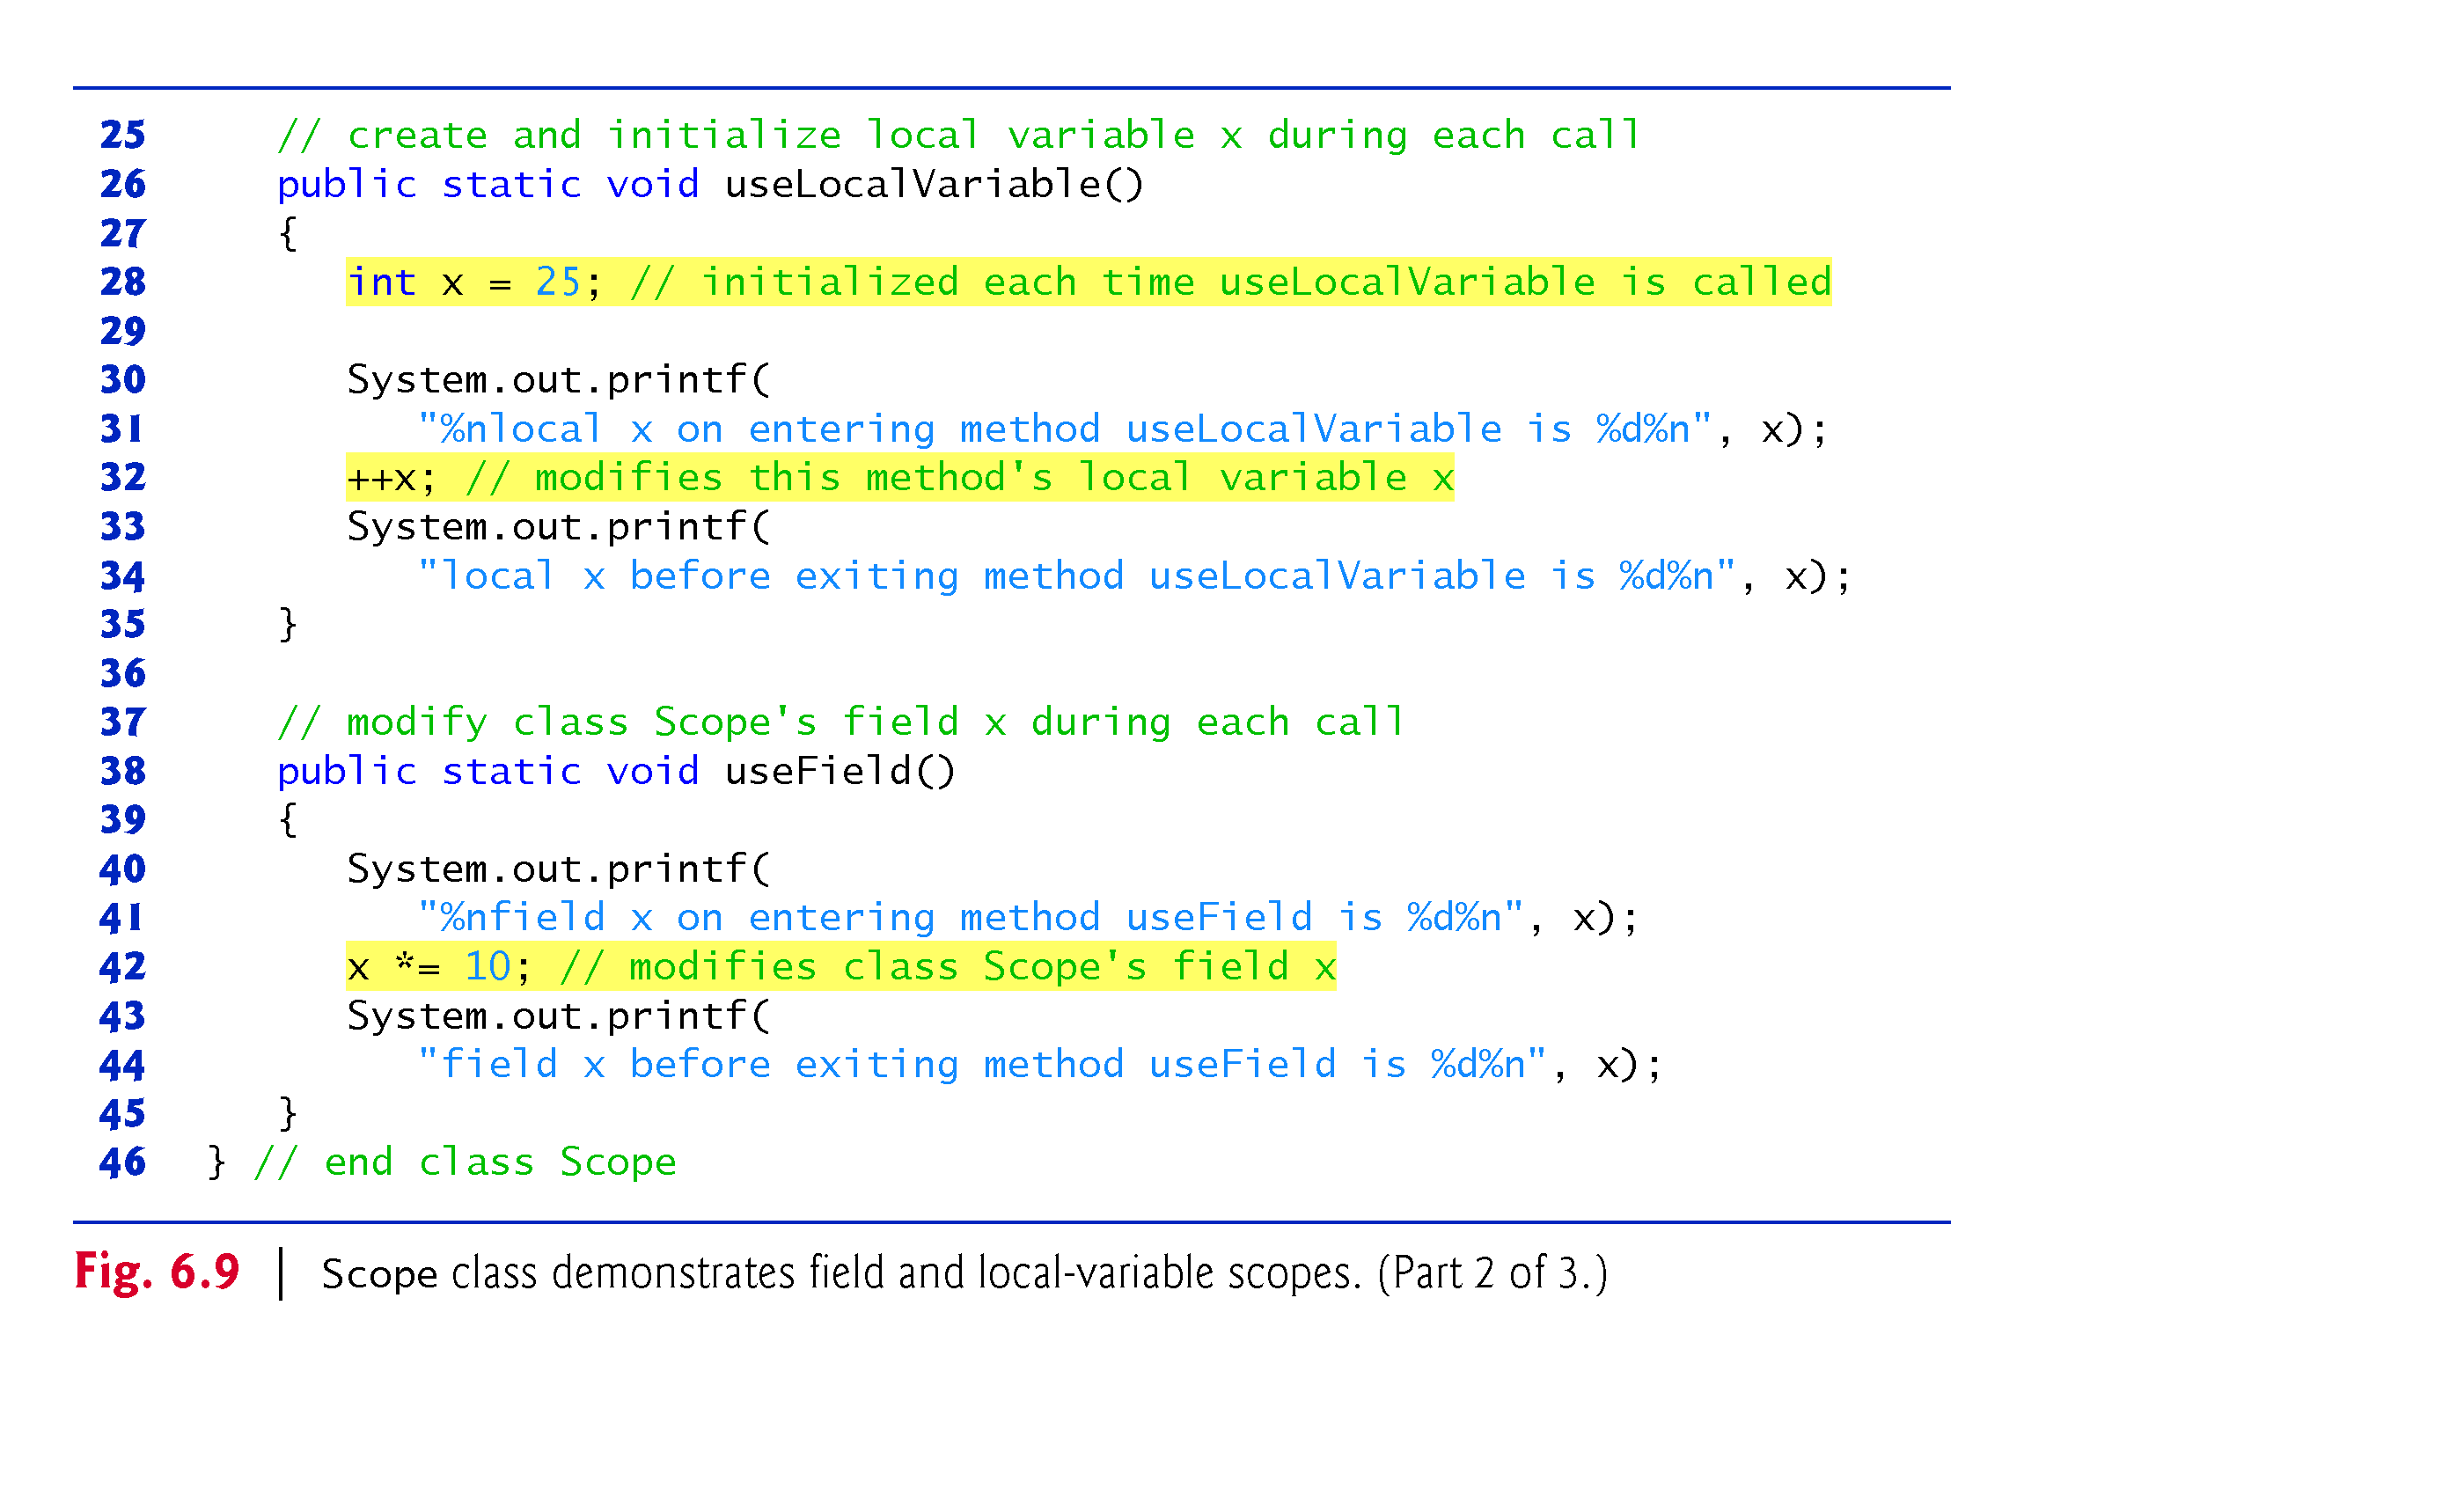 25 // create and initialize local variable x during each call
26 public static void useLocalVariable()
27 {
28 int x = 25; // initialized each time useLocalVariable is called
29
30 System.out.printf(
31 "%nlocal x on entering method useLocalVariable is %d%n", x);
32 ++x; // modifies this method's local variable x
33 System.out.printf(
34 "local x before exiting method useLocalVariable is %d%n", x);
35 }
36
37 // modify class Scope's field x during each call
38 public static void useField()
39 {
40 System.out.printf(
41 "%nfield x on entering method useField is %d%n", x);
42 x *= 10; // modifies class Scope's field x
43 System.out.printf(
44 "field x before exiting method useField is %d%n", x);
45 }
46 } // end class Scope
Fig. 6.9 | Scope class demonstrates field and local-variable scopes. (Part 2 of 3.)